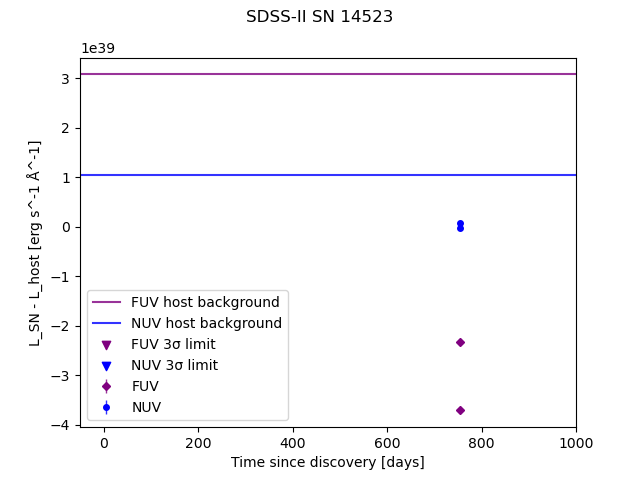 SDSS-II SN 14523
1e39
3
2
1
0
−1
−2
−3
−4
L_SN - L_host [erg s^-1 Å^-1]
FUV host background
NUV host background
FUV 3σ limit
NUV 3σ limit
FUV
NUV
0 200 400 600 800 1000
Time since discovery [days]